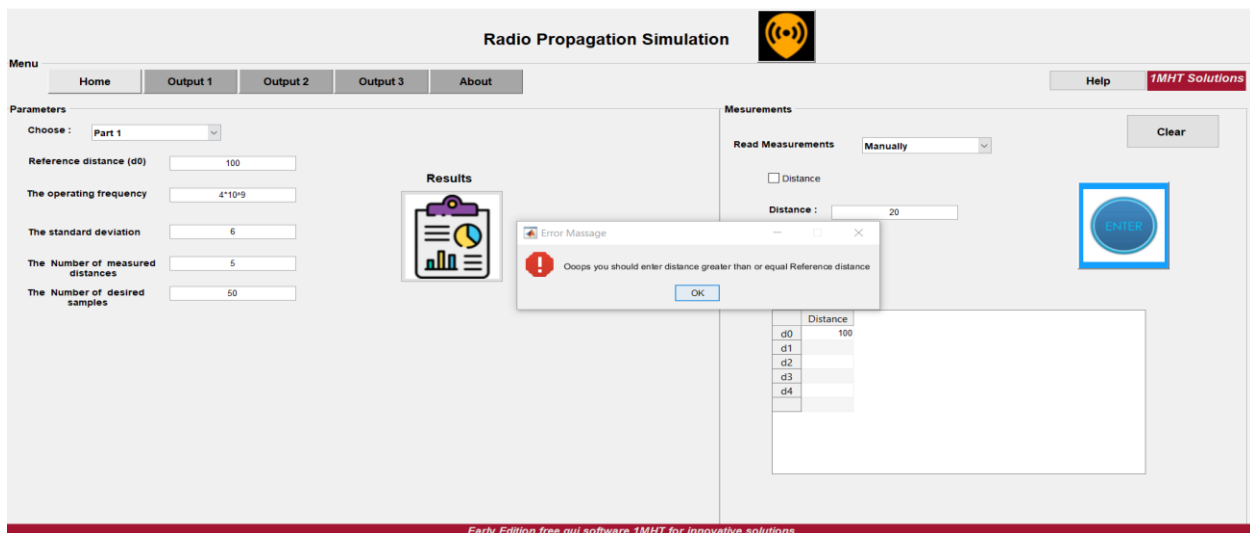 Radio Propagation Simulation
Menu
Home Output 1 Output 2 Output 3 About Help 1MHT Solutions
Parameters
Choose : Part 1
Reference distance (d0) 100
The operating frequency 4*10^9
The standard deviation 6
The Number of measured
distances
5
The Number of desired
samples
50
Results
Mesurements
Clear
Read Measurements Manually
Distance
Distance : 20
ENTER
Error Massage
Ooops you should enter distance greater than or equal Reference distance
OK
Distance
d0 100
d1
d2
d3
d4
Early Edition free gui software 1MHT for innovative solutions